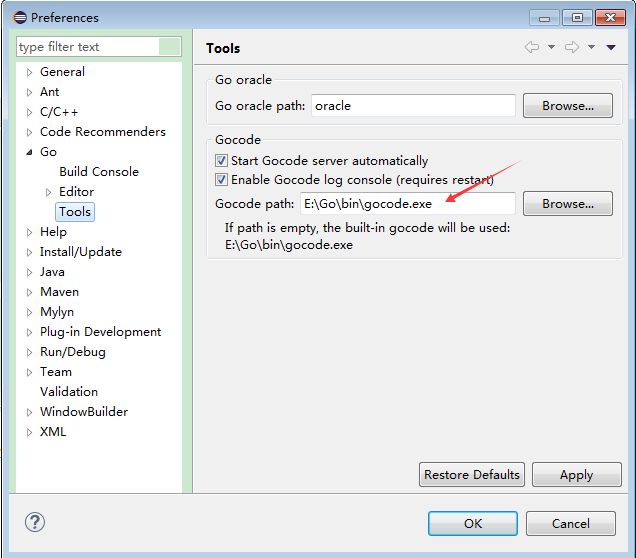 Preferences
type filter text
General
Ant
C/C++
Code Recommenders
Go
Build Console
Editor
Tools
Help
Install/Update
Java
Maven
Mylyn
Plug-in Development
Run/Debug
Team
Validation
WindowBuilder
XML
Tools
Go oracle
Go oracle path: oracle Browse...
Gocode
Start Gocode server automatically
Enable Gocode log console (requires restart)
Gocode path: E:\Go\bin\gocode.exe Browse...
If path is empty, the built-in gocode will be used:
E:\Go\bin\gocode.exe
Restore Defaults Apply
? OK Cancel